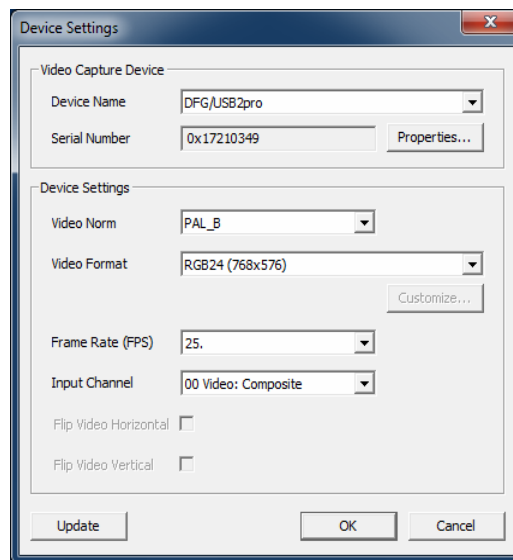 Device Settings
Video Capture Device
Device Name DFG/USB2pro
Serial Number 0x17210349 Properties...
Device Settings
Video Norm PAL_B
Video Format RGB24 (768x576)
Customize...
Frame Rate (FPS) 25.
Input Channel 00 Video: Composite
Flip Video Horizontal
Flip Video Vertical
Update OK Cancel